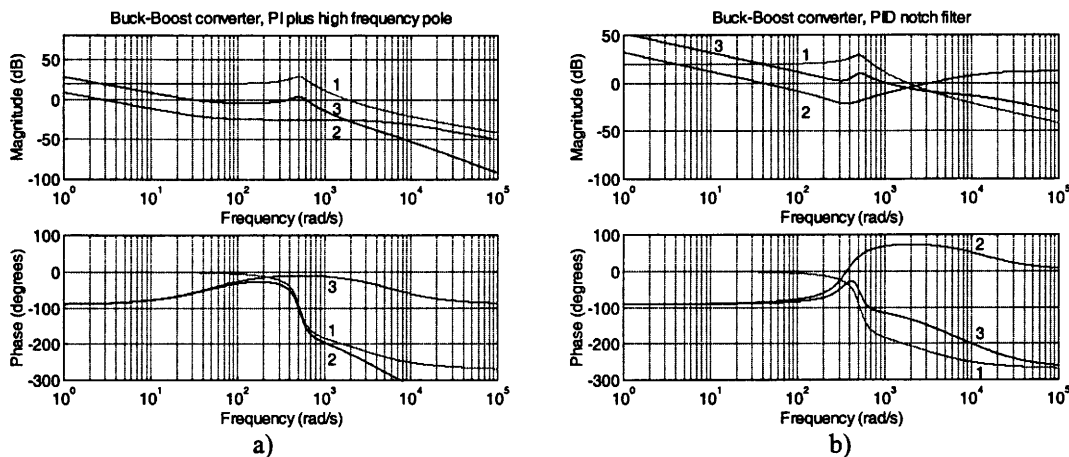 Buck-Boost converter, PI plus high frequency pole
Magnitude (dB)
50
0
-50
-100
1
3
2
10^0 10^1 10^2 10^3 10^4 10^5
Frequency (rad/s)
Phase (degrees)
100
0
-100
-200
-300
3
1
2
10^0 10^1 10^2 10^3 10^4 10^5
Frequency (rad/s)
a)
Buck-Boost converter, PID notch filter
Magnitude (dB)
50
0
-50
-100
3
1
2
10^0 10^1 10^2 10^3 10^4 10^5
Frequency (rad/s)
Phase (degrees)
100
0
-100
-200
-300
2
3
1
10^0 10^1 10^2 10^3 10^4 10^5
Frequency (rad/s)
b)